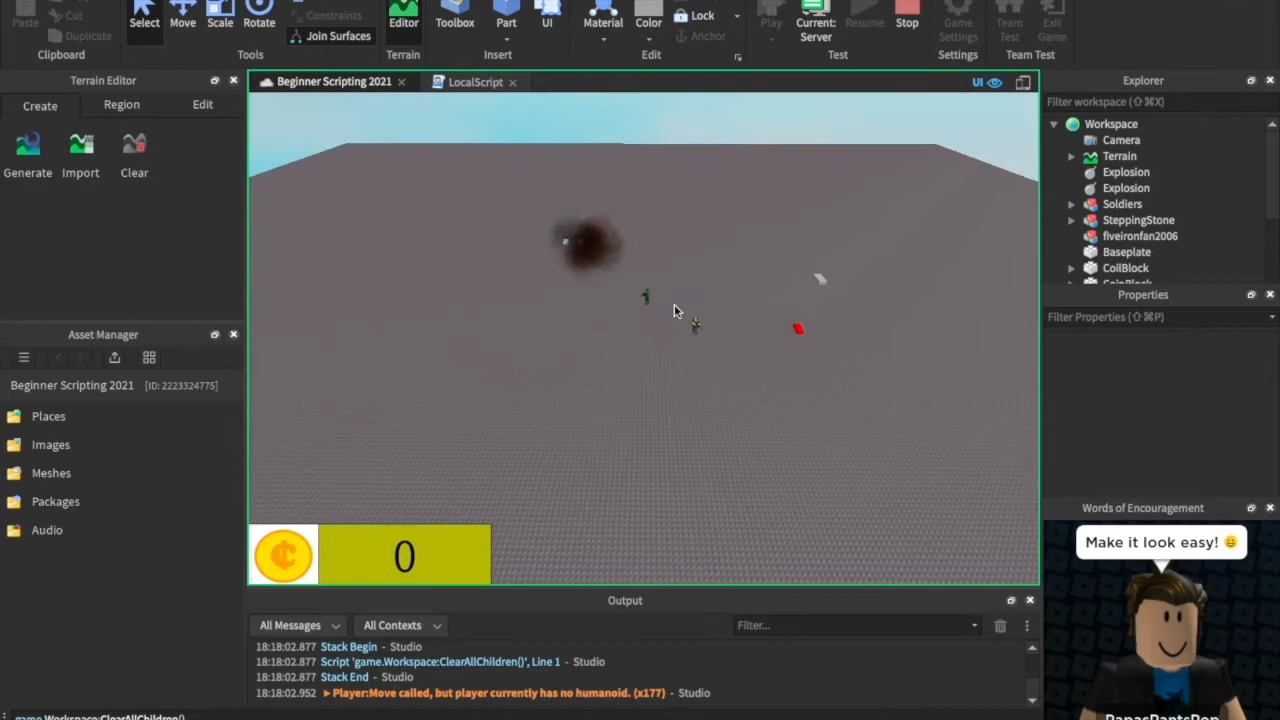 Paste
Cut
Duplicate
Clipboard
Select
Move
Scale
Rotate
Tools
Constraints
Join Surfaces
Editor
Terrain
Toolbox
Part
UI
Insert
Material
Color
Lock
Anchor
Edit
Play
Current:
Server
Resume
Stop
Test
Game
Settings
Settings
Team
Test
Exit
Game
Team Test
Terrain Editor
Create
Region
Edit
Generate
Import
Clear
Asset Manager
Beginner Scripting 2021 [ID: 2223324775]
Places
Images
Meshes
Packages
Audio
Beginner Scripting 2021
LocalScript
UI
¢
0
Output
All Messages
All Contexts
Filter...
18:18:02.877 Stack Begin - Studio
18:18:02.877 Script 'game.Workspace:ClearAllChildren()', Line 1 - Studio
18:18:02.877 Stack End - Studio
18:18:02.952 Player:Move called, but player currently has no humanoid. (x177) - Studio
game.Workspace:ClearAllChildren()
Explorer
Filter workspace (⇧⌘X)
Workspace
Camera
Terrain
Explosion
Explosion
Soldiers
SteppingStone
fiveironfan2006
Baseplate
CoilBlock
CoinBlock
Properties
Filter Properties (⇧⌘P)
Words of Encouragement
Make it look easy! 😀
PapasPantsPop